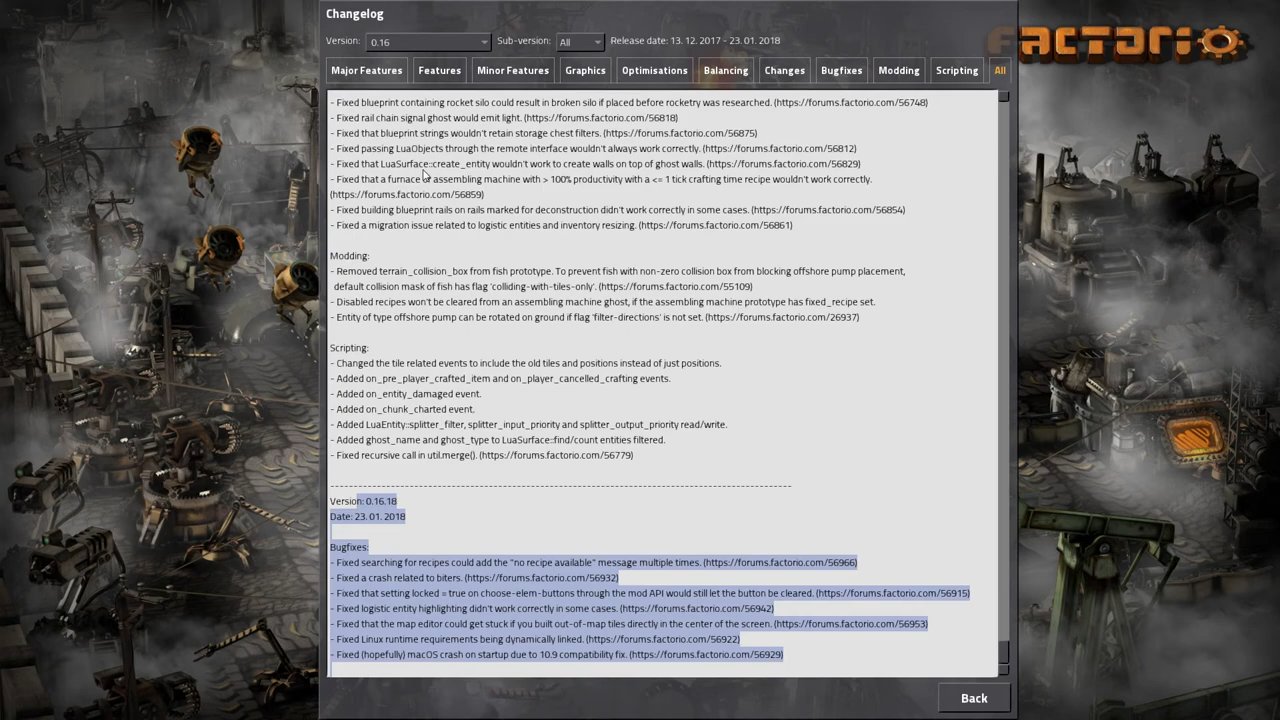 Changelog
FACTORIO
Version: 0.16 Sub-version: All Release date: 13. 12. 2017 - 23. 01. 2018
Major Features Features Minor Features Graphics Optimisations Balancing Changes Bugfixes Modding Scripting All
- Fixed blueprint containing rocket silo could result in broken silo if placed before rocketry was researched. (https://forums.factorio.com/56748)
- Fixed rail chain signal ghost would emit light. (https://forums.factorio.com/56818)
- Fixed that blueprint strings wouldn't retain storage chest filters. (https://forums.factorio.com/56875)
- Fixed passing LuaObjects through the remote interface wouldn't always work correctly. (https://forums.factorio.com/56812)
- Fixed that LuaSurface::create_entity wouldn't work to create walls on top of ghost walls. (https://forums.factorio.com/56829)
- Fixed that a furnace or assembling machine with > 100% productivity with a <= 1 tick crafting time recipe wouldn't work correctly.
(https://forums.factorio.com/56859)
- Fixed building blueprint rails on rails marked for deconstruction didn't work correctly in some cases. (https://forums.factorio.com/56854)
- Fixed a migration issue related to logistic entities and inventory resizing. (https://forums.factorio.com/56861)
Modding:
- Removed terrain_collision_box from fish prototype. To prevent fish with non-zero collision box from blocking offshore pump placement,
default collision mask of fish has flag 'colliding-with-tiles-only'. (https://forums.factorio.com/55109)
- Disabled recipes won't be cleared from an assembling machine ghost, if the assembling machine prototype has fixed_recipe set.
- Entity of type offshore pump can be rotated on ground if flag 'filter-directions' is not set. (https://forums.factorio.com/26937)
Scripting:
- Changed the tile related events to include the old tiles and positions instead of just positions.
- Added on_pre_player_crafted_item and on_player_cancelled_crafting events.
- Added on_entity_damaged event.
- Added on_chunk_charted event.
- Added LuaEntity::splitter_filter, splitter_input_priority and splitter_output_priority read/write.
- Added ghost_name and ghost_type to LuaSurface::find/count entities filtered.
- Fixed recursive call in util.merge(). (https://forums.factorio.com/56779)
---------------------------------------------------------------------------------------------------
Version: 0.16.18
Date: 23. 01. 2018
Bugfixes:
- Fixed searching for recipes could add the "no recipe available" message multiple times. (https://forums.factorio.com/56966)
- Fixed a crash related to biters. (https://forums.factorio.com/56932)
- Fixed that setting locked = true on choose-elem-buttons through the mod API would still let the button be cleared. (https://forums.factorio.com/56915)
- Fixed logistic entity highlighting didn't work correctly in some cases. (https://forums.factorio.com/56942)
- Fixed that the map editor could get stuck if you built out-of-map tiles directly in the center of the screen. (https://forums.factorio.com/56953)
- Fixed Linux runtime requirements being dynamically linked. (https://forums.factorio.com/56922)
- Fixed (hopefully) macOS crash on startup due to 10.9 compatibility fix. (https://forums.factorio.com/56929)
Back